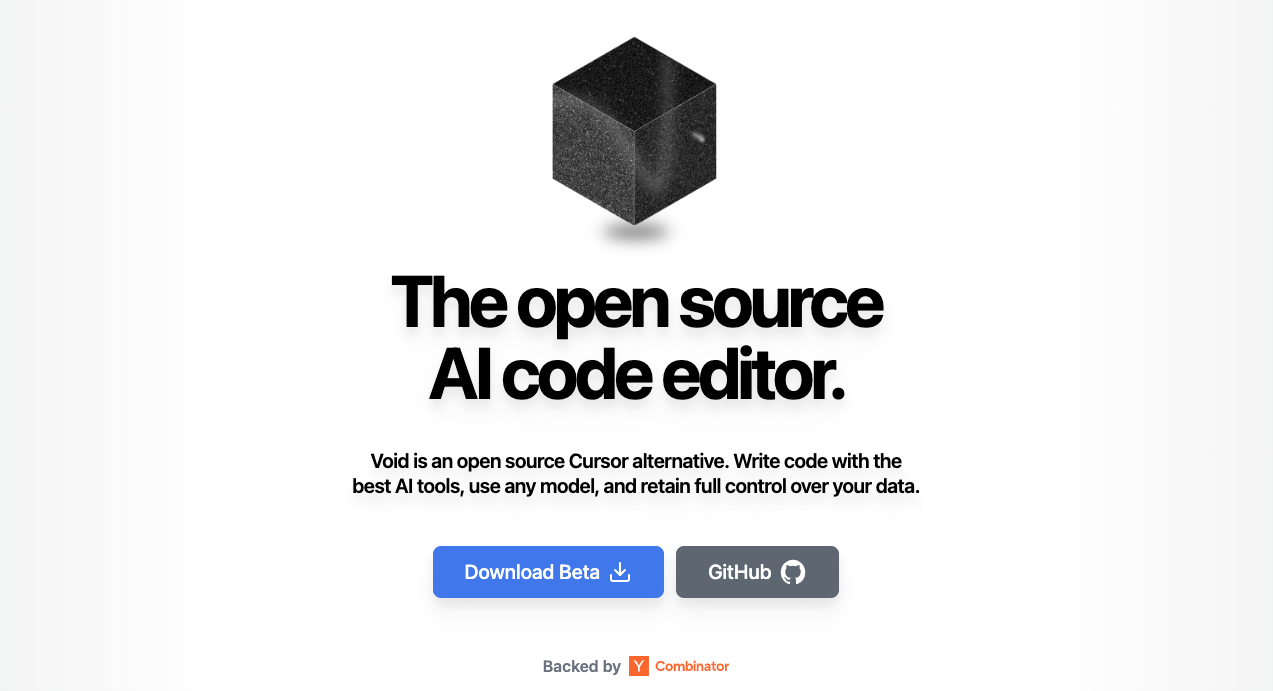 The open source
AI code editor.
Void is an open source Cursor alternative. Write code with the
best AI tools, use any model, and retain full control over your data.
Download Beta
GitHub
Backed by Y Combinator